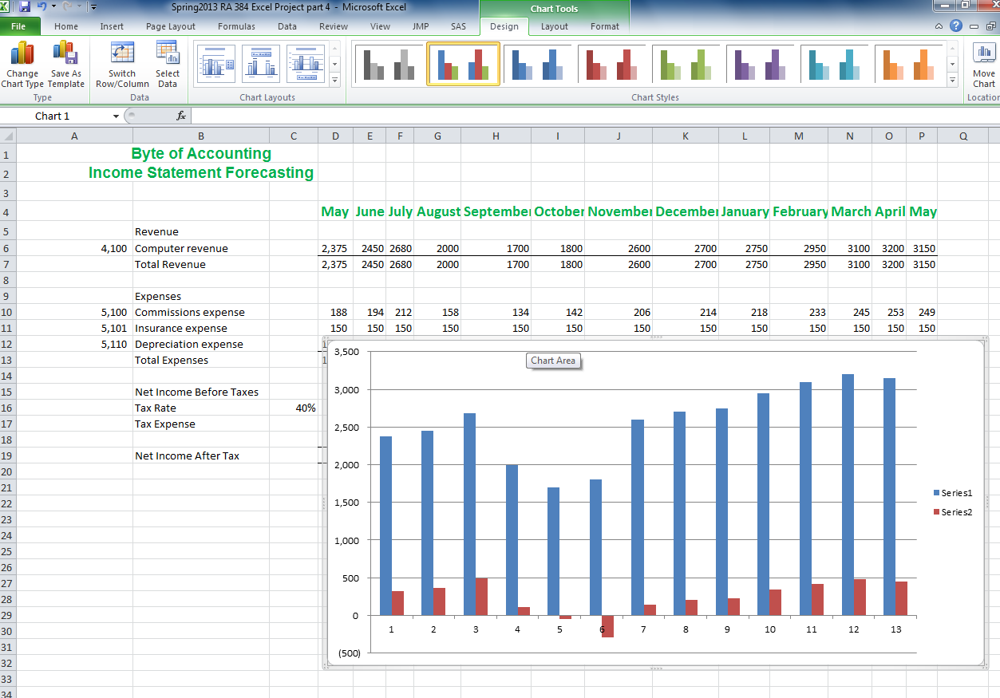 Spring2013 RA 384 Excel Project part 4 - Microsoft Excel
Chart Tools
File Home Insert Page Layout Formulas Data Review View JMP SAS Design Layout Format
Change Chart Type
Save As Template
Switch Row/Column
Select Data
Move Chart
Type Data Chart Layouts Chart Styles Location
Chart 1 fx
A B C D E F G H I J K L M N O P Q
1 Byte of Accounting
2 Income Statement Forecasting
3
4 May June July August September October November December January February March April May
5 Revenue
6 4,100 Computer revenue 2,375 2450 2680 2000 1700 1800 2600 2700 2750 2950 3100 3200 3150
7 Total Revenue 2,375 2450 2680 2000 1700 1800 2600 2700 2750 2950 3100 3200 3150
8
9 Expenses
10 5,100 Commissions expense 188 194 212 158 134 142 206 214 218 233 245 253 249
11 5,101 Insurance expense 150 150 150 150 150 150 150 150 150 150 150 150 150
12 5,110 Depreciation expense 1
13 Total Expenses 1
14
15 Net Income Before Taxes
16 Tax Rate 40%
17 Tax Expense
18
19 Net Income After Tax
20
21
22
23
24
25
26
27
28
29
30
31
32
33
34
Chart Area
3,500
3,000
2,500
2,000
1,500
1,000
500
0
(500)
1 2 3 4 5 6 7 8 9 10 11 12 13
Series1
Series2